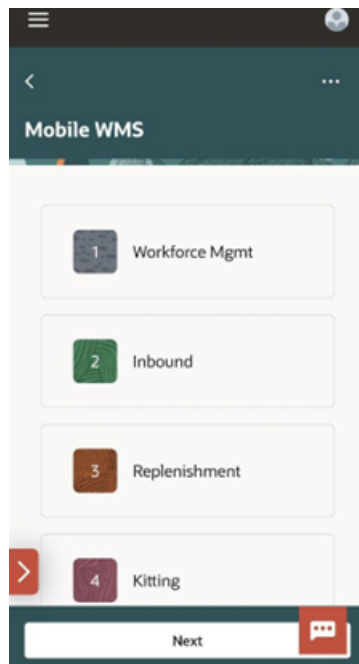 Mobile WMS
1 Workforce Mgmt
2 Inbound
3 Replenishment
4 Kitting
Next